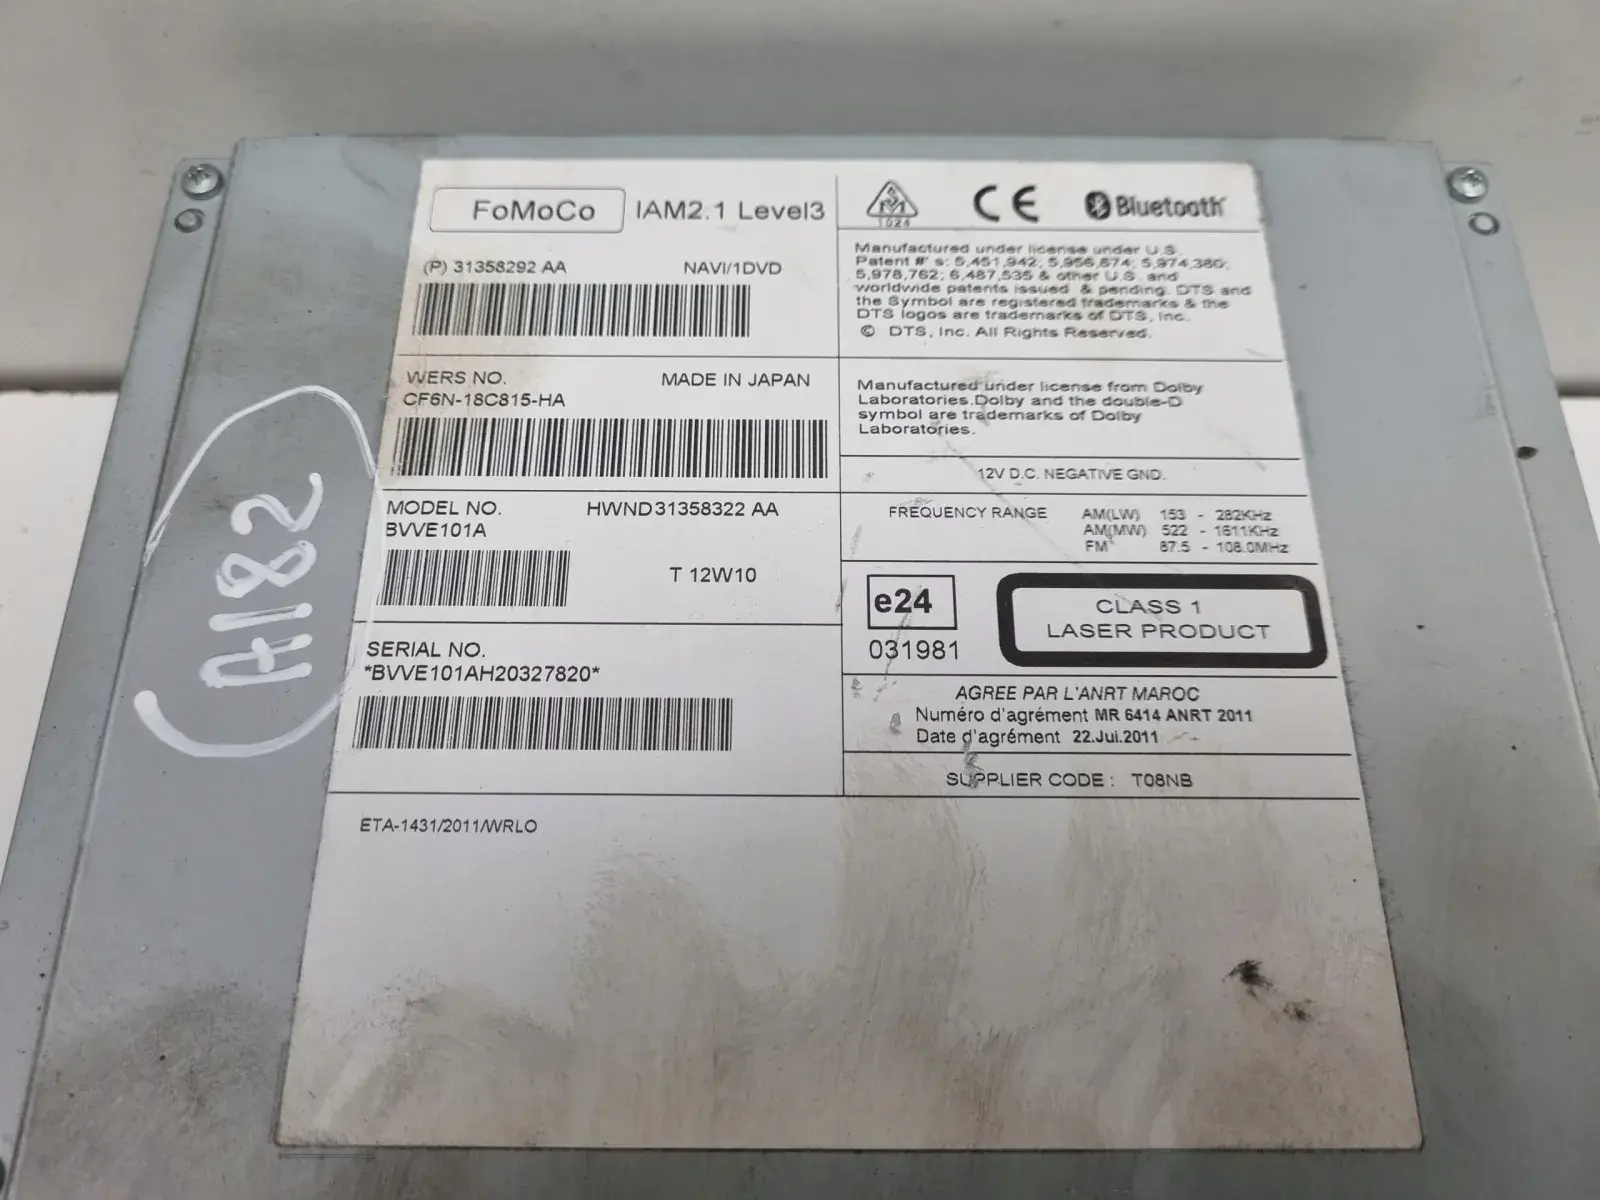 FoMoCo IAM2.1 Level3
(P) 31358292 AA NAVI/1DVD
WERS NO. MADE IN JAPAN
CF6N-18C815-HA
MODEL NO. HWND31358322 AA
BVVE101A
T 12W10
SERIAL NO.
*BVVE101AH20327820*
ETA-1431/2011/WRLO
1024
CE Bluetooth
Manufactured under license under U.S.
Patent # s: 5,451,942; 5,956,674; 5,974,380;
5,978,762; 6,487,535 & other U.S. and
worldwide patents issued & pending. DTS and
the Symbol are registered trademarks & the
DTS logos are trademarks of DTS, Inc.
© DTS, Inc. All Rights Reserved.
Manufactured under license from Dolby
Laboratories.Dolby and the double-D
symbol are trademarks of Dolby
Laboratories.
12V D.C. NEGATIVE GND.
FREQUENCY RANGE AM(LW) 153 - 282KHz
AM(MW) 522 - 1611KHz
FM 87.5 - 108.0MHz
e24
031981
CLASS 1
LASER PRODUCT
AGREE PAR L'ANRT MAROC
Numéro d'agrément MR 6414 ANRT 2011
Date d'agrément 22.Jui.2011
SUPPLIER CODE : T08NB
A182